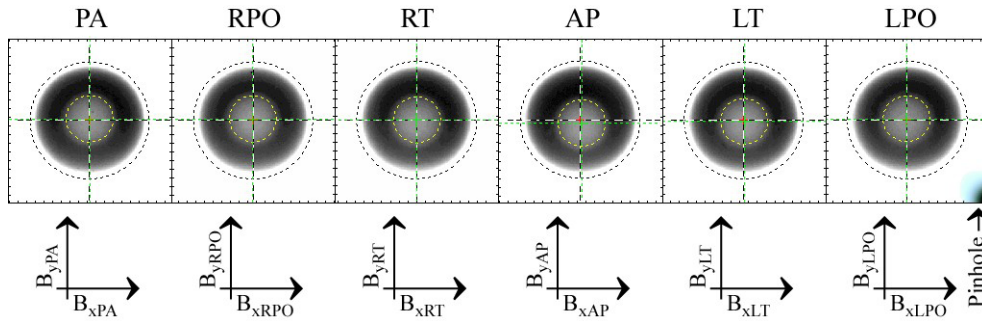 PA RPO RT AP LT LPO
ByPA ByRPO ByRT ByAP ByLT ByLPO Pinhole
BxPA BxRPO BxRT BxAP BxLT BxLPO